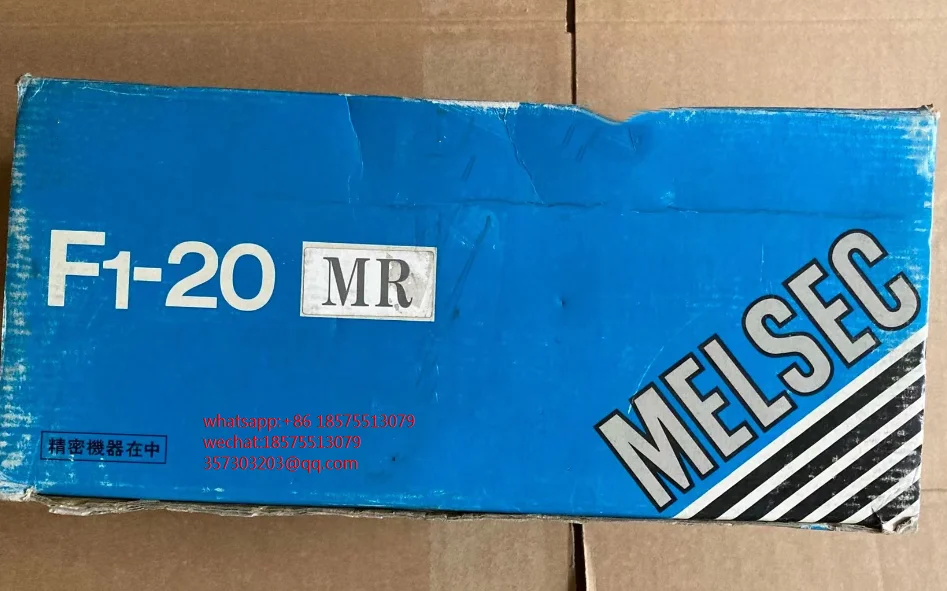 F1-20 MR
MELSEC
whatsapp:+86 18575513079
wechat:18575513079
357303203@qq.com
精密機器在中